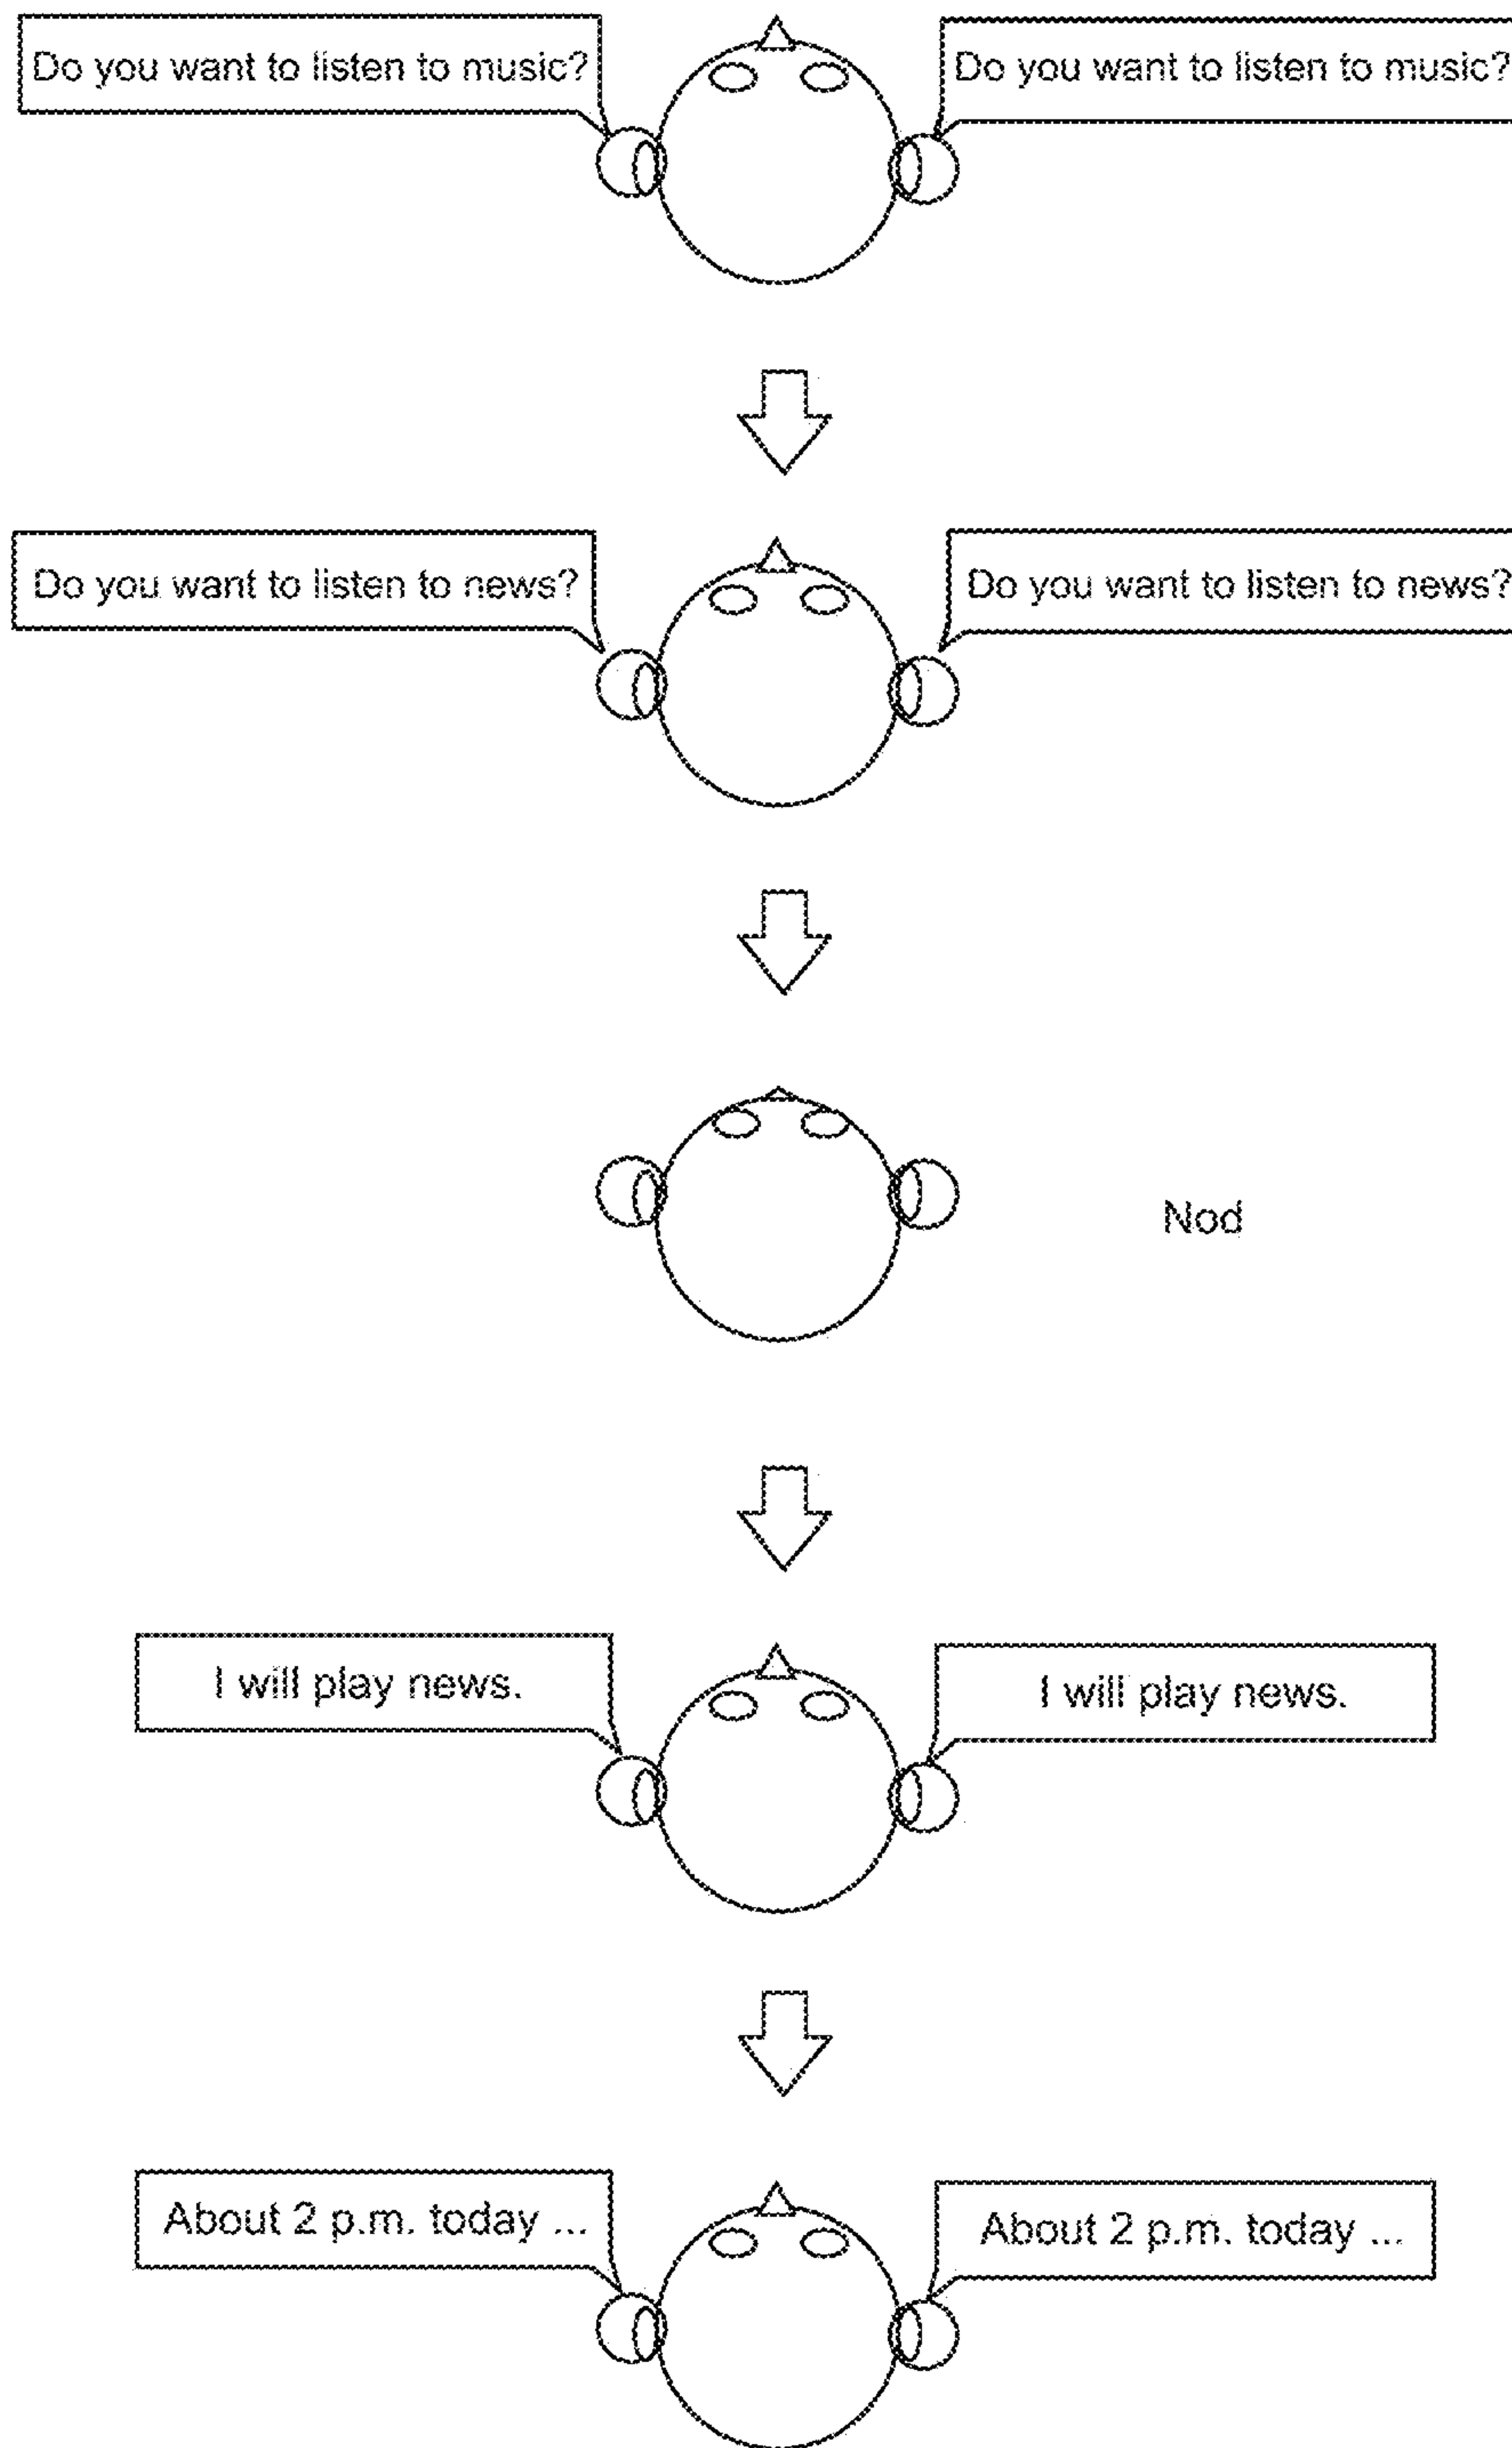 Do you want to listen to music?
Do you want to listen to music?
Do you want to listen to news?
Do you want to listen to news?
Nod
I will play news.
I will play news.
About 2 p.m. today ...
About 2 p.m. today ...